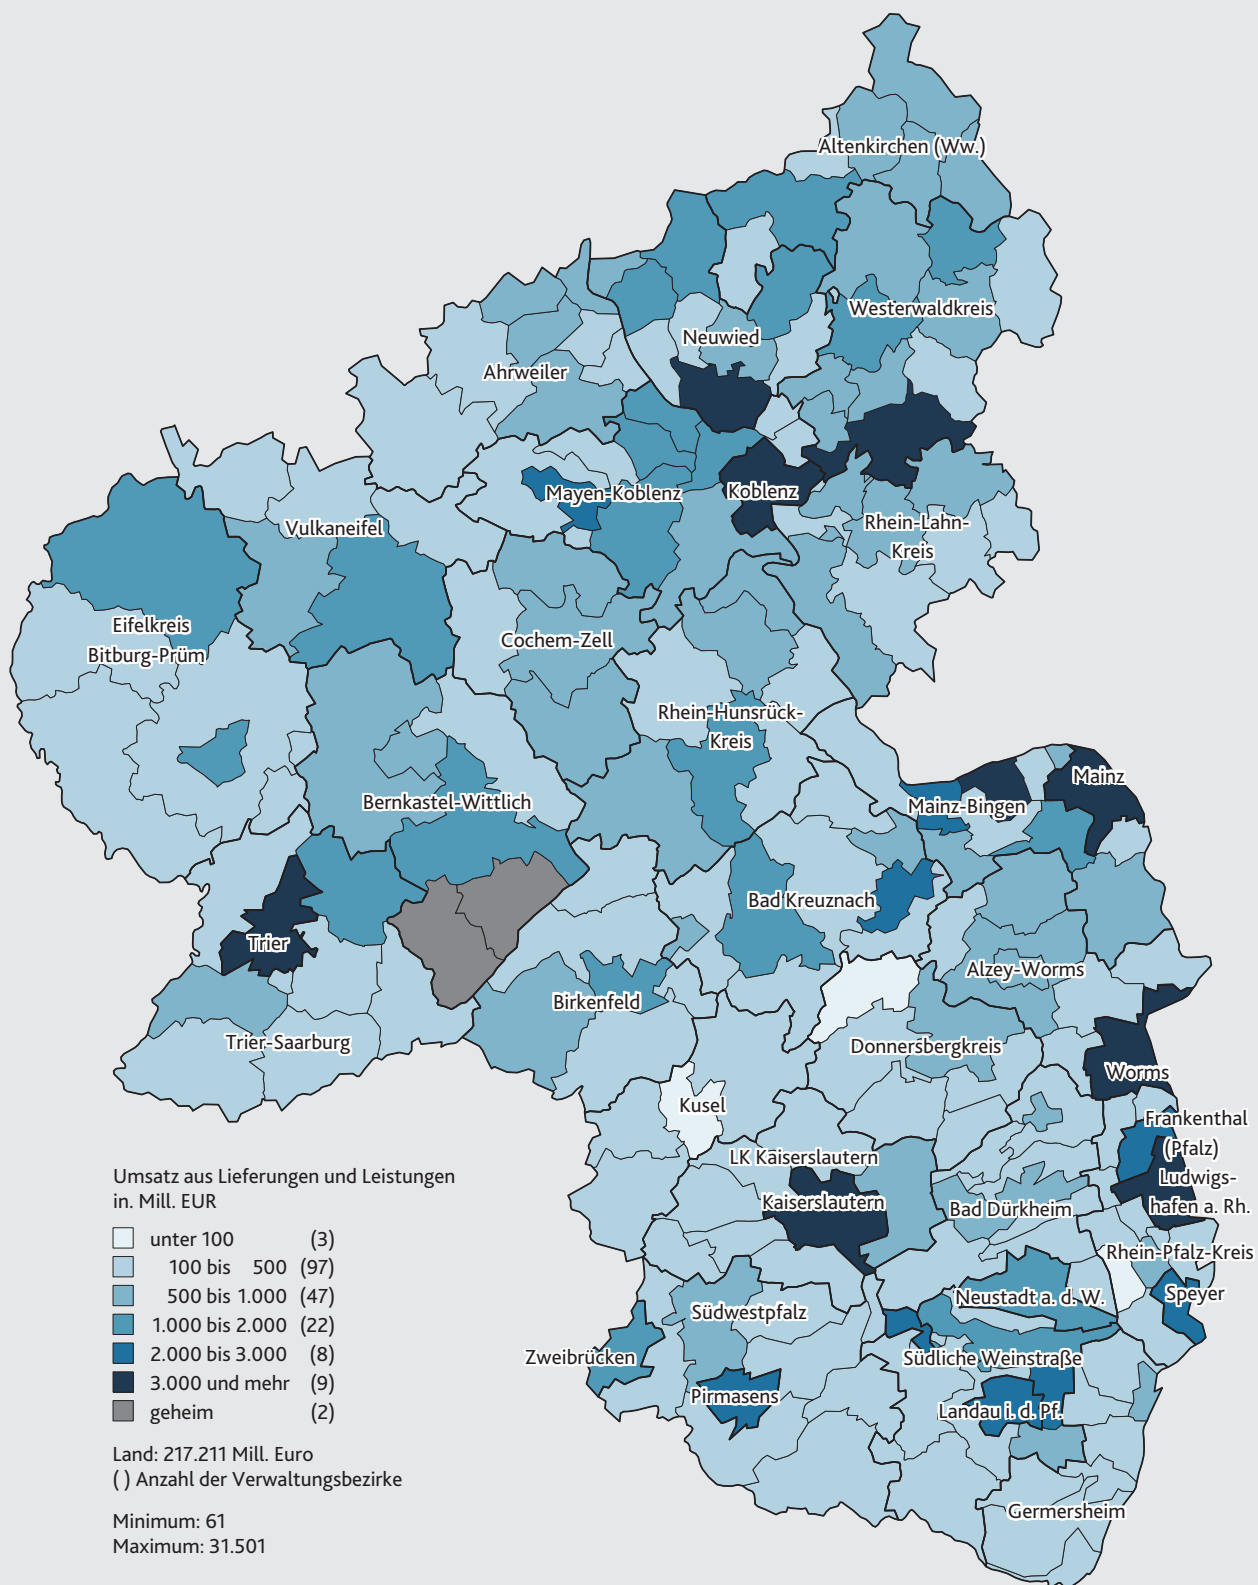 Altenkirchen (Ww.)
Westerwaldkreis
Neuwied
Ahrweiler
Mayen-Koblenz
Koblenz
Vulkaneifel
Rhein-Lahn-
Kreis
Eifelkreis
Bitburg-Prüm
Cochem-Zell
Rhein-Hunsrück-
Kreis
Mainz
Bernkastel-Wittlich
Mainz-Bingen
Bad Kreuznach
Trier
Alzey-Worms
Birkenfeld
Trier-Saarburg
Donnersbergkreis
Worms
Kusel
Frankenthal
(Pfalz)
LK Kaiserslautern
Ludwigs-
hafen a. Rh.
Kaiserslautern
Bad Dürkheim
Rhein-Pfalz-Kreis
Neustadt a. d. W.
Speyer
Südwestpfalz
Zweibrücken
Südliche Weinstraße
Pirmasens
Landau i. d. Pf.
Germersheim
Umsatz aus Lieferungen und Leistungen
in. Mill. EUR
unter 100 (3)
100 bis 500 (97)
500 bis 1.000 (47)
1.000 bis 2.000 (22)
2.000 bis 3.000 (8)
3.000 und mehr (9)
geheim (2)
Land: 217.211 Mill. Euro
( ) Anzahl der Verwaltungsbezirke
Minimum: 61
Maximum: 31.501